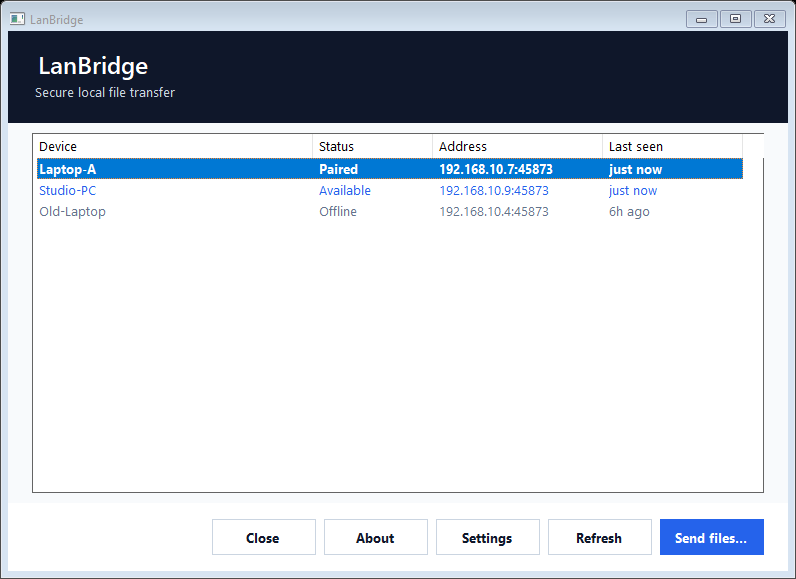 LanBridge
LanBridge
Secure local file transfer
Device Status Address Last seen
Laptop-A Paired 192.168.10.7:45873 just now
Studio-PC Available 192.168.10.9:45873 just now
Old-Laptop Offline 192.168.10.4:45873 6h ago
Close About Settings Refresh Send files...